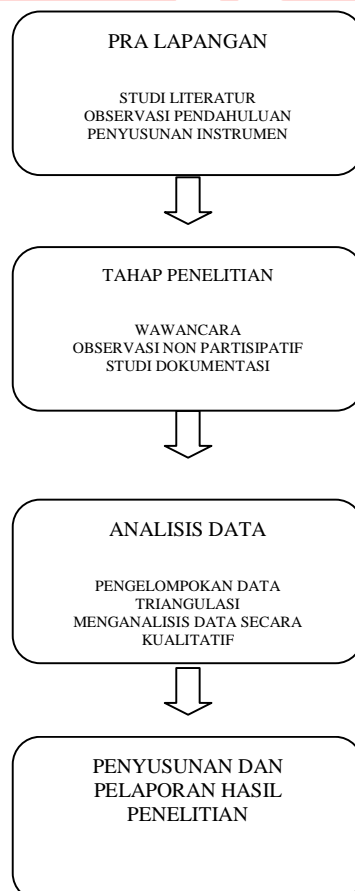 PRA LAPANGAN
STUDI LITERATUR
OBSERVASI PENDAHULUAN
PENYUSUNAN INSTRUMEN
TAHAP PENELITIAN
WAWANCARA
OBSERVASI NON PARTISIPATIF
STUDI DOKUMENTASI
ANALISIS DATA
PENGELOMPOKAN DATA
TRIANGULASI
MENGANALISIS DATA SECARA
KUALITATIF
PENYUSUNAN DAN
PELAPORAN HASIL
PENELITIAN